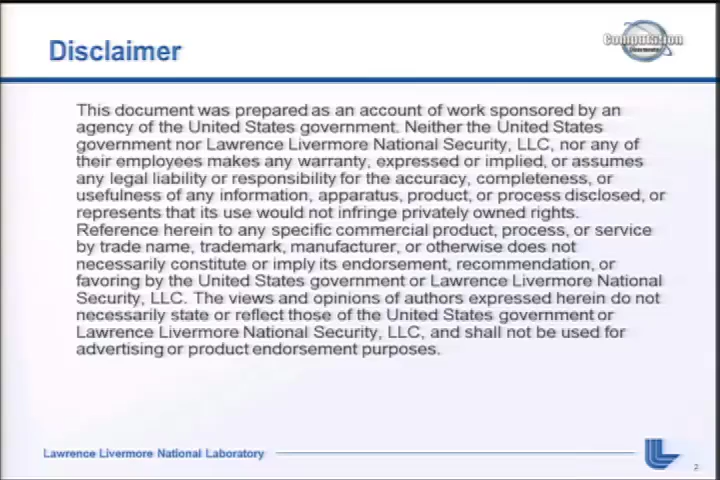 Disclaimer
Computation
This document was prepared as an account of work sponsored by an
agency of the United States government. Neither the United States
government nor Lawrence Livermore National Security, LLC, nor any of
their employees makes any warranty, expressed or implied, or assumes
any legal liability or responsibility for the accuracy, completeness, or
usefulness of any information, apparatus, product, or process disclosed, or
represents that its use would not infringe privately owned rights.
Reference herein to any specific commercial product, process, or service
by trade name, trademark, manufacturer, or otherwise does not
necessarily constitute or imply its endorsement, recommendation, or
favoring by the United States government or Lawrence Livermore National
Security, LLC. The views and opinions of authors expressed herein do not
necessarily state or reflect those of the United States government or
Lawrence Livermore National Security, LLC, and shall not be used for
advertising or product endorsement purposes.
Lawrence Livermore National Laboratory
2